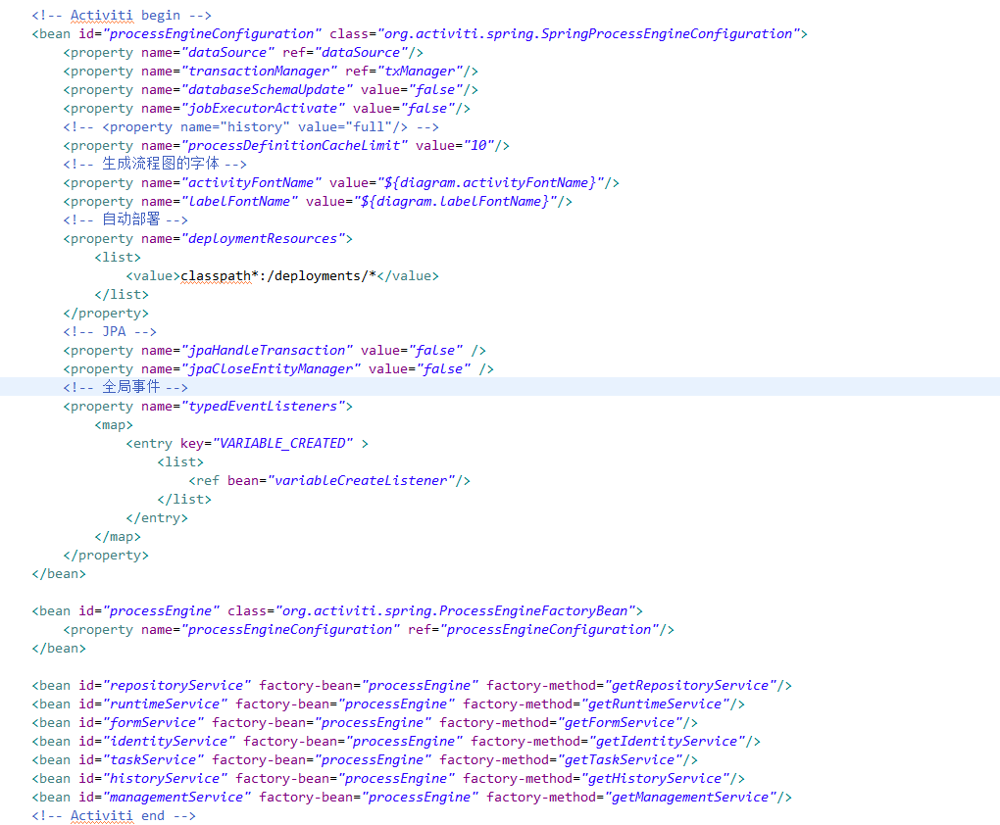 <!-- Activiti begin -->
<bean id="processEngineConfiguration" class="org.activiti.spring.SpringProcessEngineConfiguration">
<property name="dataSource" ref="dataSource"/>
<property name="transactionManager" ref="txManager"/>
<property name="databaseSchemaUpdate" value="false"/>
<property name="jobExecutorActivate" value="false"/>
<!-- <property name="history" value="full"/> -->
<property name="processDefinitionCacheLimit" value="10"/>
<!-- 生成流程图的字体 -->
<property name="activityFontName" value="${diagram.activityFontName}"/>
<property name="labelFontName" value="${diagram.labelFontName}"/>
<!-- 自动部署 -->
<property name="deploymentResources">
<list>
<value>classpath*:/deployments/*</value>
</list>
</property>
<!-- JPA -->
<property name="jpaHandleTransaction" value="false" />
<property name="jpaCloseEntityManager" value="false" />
<!-- 全局事件 -->
<property name="typedEventListeners">
<map>
<entry key="VARIABLE_CREATED" >
<list>
<ref bean="variableCreateListener"/>
</list>
</entry>
</map>
</property>
</bean>
<bean id="processEngine" class="org.activiti.spring.ProcessEngineFactoryBean">
<property name="processEngineConfiguration" ref="processEngineConfiguration"/>
</bean>
<bean id="repositoryService" factory-bean="processEngine" factory-method="getRepositoryService"/>
<bean id="runtimeService" factory-bean="processEngine" factory-method="getRuntimeService"/>
<bean id="formService" factory-bean="processEngine" factory-method="getFormService"/>
<bean id="identityService" factory-bean="processEngine" factory-method="getIdentityService"/>
<bean id="taskService" factory-bean="processEngine" factory-method="getTaskService"/>
<bean id="historyService" factory-bean="processEngine" factory-method="getHistoryService"/>
<bean id="managementService" factory-bean="processEngine" factory-method="getManagementService"/>
<!-- Activiti end -->